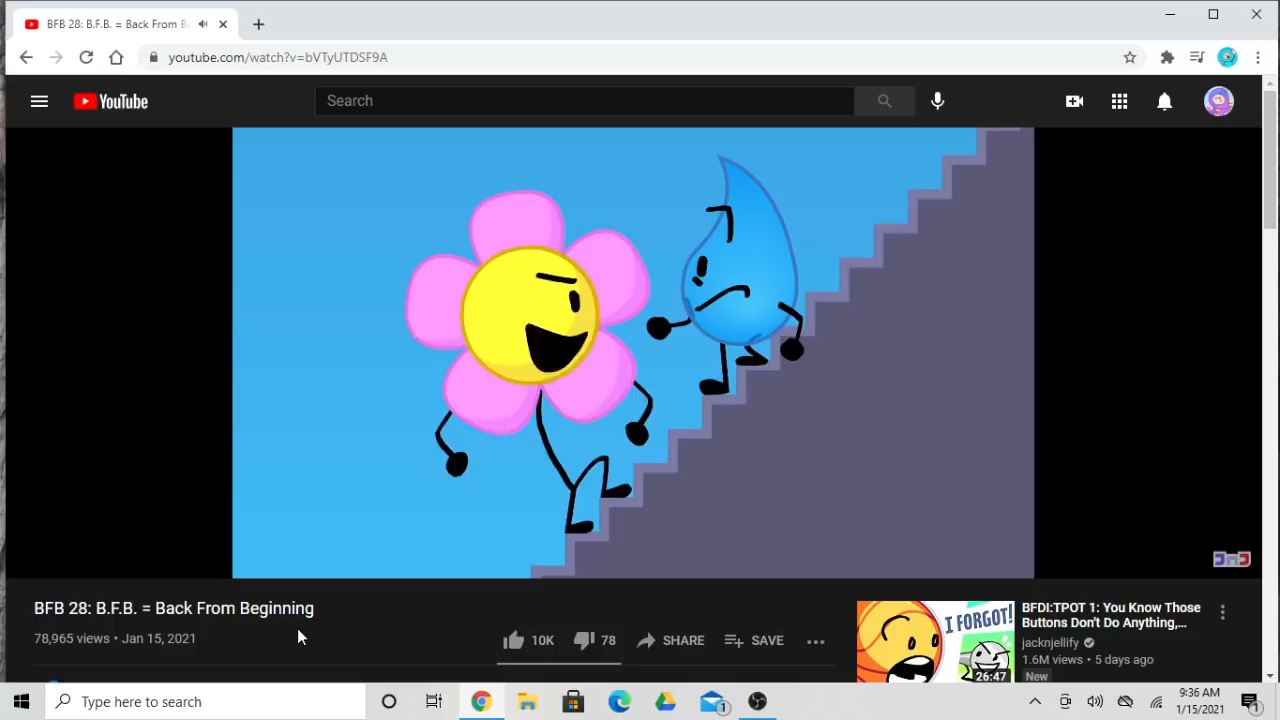 BFB 28: B.F.B. = Back From B
youtube.com/watch?v=bVTyUTDSF9A
YouTube
Search
BFB 28: B.F.B. = Back From Beginning
78,965 views • Jan 15, 2021
10K
78
SHARE
SAVE
I FORGOT!
26:47
BFDI:TPOT 1: You Know Those
Buttons Don't Do Anything,...
jacknjellify
1.6M views • 5 days ago
New
Type here to search
1
9:36 AM
1/15/2021
1